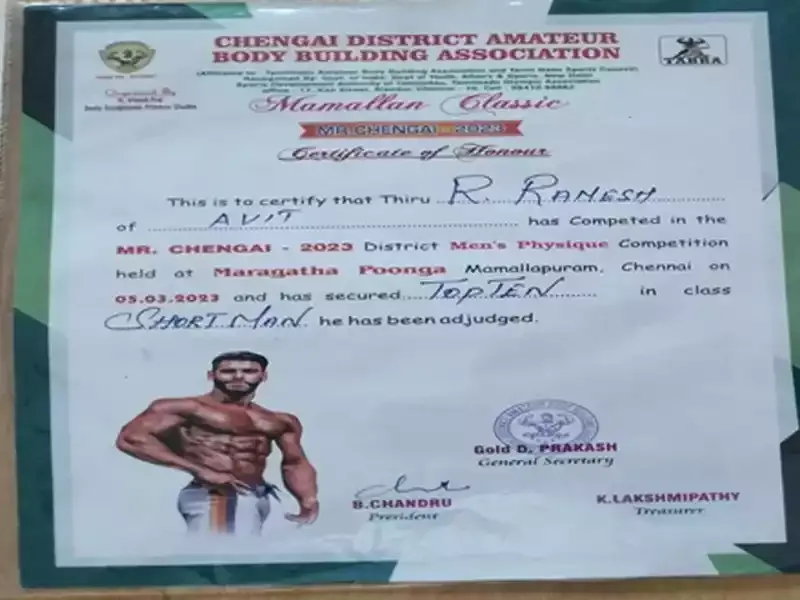 CHENGAI DISTRICT AMATEUR
BODY BUILDING ASSOCIATION
TABBA
Organised By
Mamallan Classic
MR.CHENGAI - 2023
Certificate of Honour
This is to certify that Thiru R. RAMESH
of AVIT has Competed in the
MR. CHENGAI - 2023 District Men's Physique Competition
held at Maragatha Poonga Mamallapuram, Chennai on
05.03.2023 and has secured TOP TEN in class
SHORT MAN he has been adjudged.
Gold D. PRAKASH
General Secretary
B.CHANDRU
President
K.LAKSHMIPATHY
Treasurer